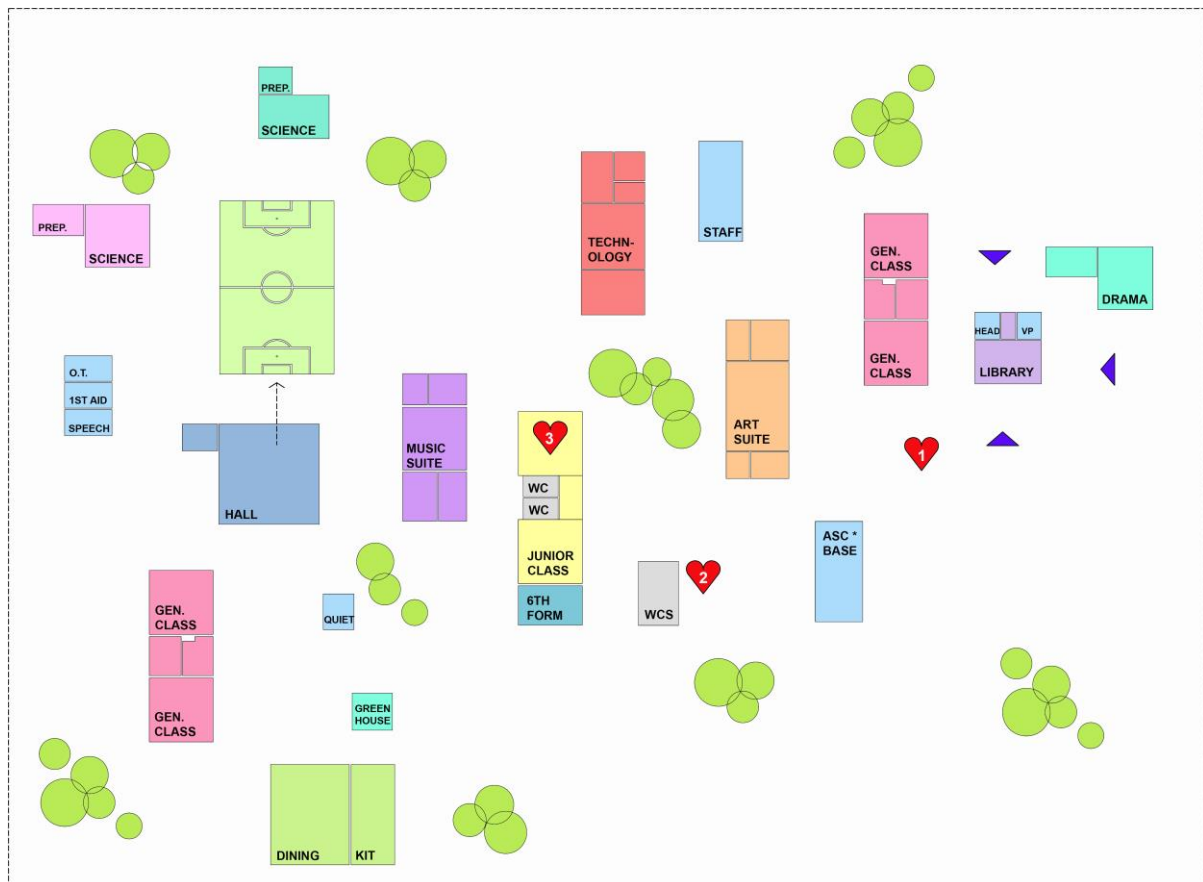 PREP.
SCIENCE
PREP.
SCIENCE
TECHN-
OLOGY
STAFF
GEN.
CLASS
GEN.
CLASS
DRAMA
HEAD
VP
LIBRARY
O.T.
1ST AID
SPEECH
HALL
MUSIC
SUITE
3
WC
WC
JUNIOR
CLASS
6TH
FORM
ART
SUITE
1
2
WCS
ASC *
BASE
GEN.
CLASS
GEN.
CLASS
QUIET
GREEN
HOUSE
DINING
KIT